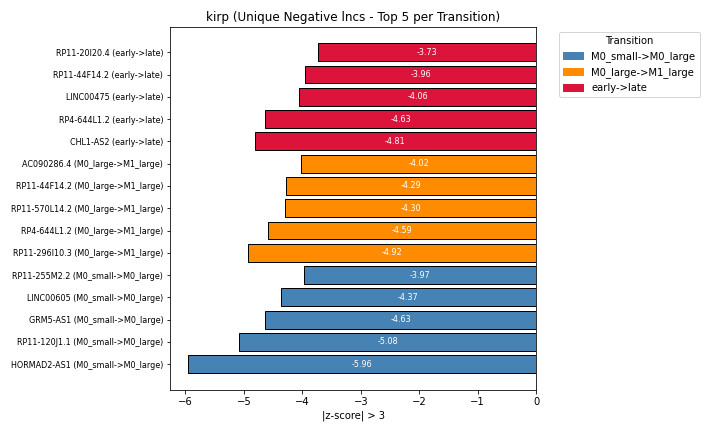 kirp (Unique Negative lncs - Top 5 per Transition)
RP11-20I20.4 (early->late)
-3.73
RP11-44F14.2 (early->late)
-3.96
LINC00475 (early->late)
-4.06
RP4-644L1.2 (early->late)
-4.63
CHL1-AS2 (early->late)
-4.81
AC090286.4 (M0_large->M1_large)
-4.02
RP11-44F14.2 (M0_large->M1_large)
-4.29
RP11-570L14.2 (M0_large->M1_large)
-4.30
RP4-644L1.2 (M0_large->M1_large)
-4.59
RP11-296I10.3 (M0_large->M1_large)
-4.92
RP11-255M2.2 (M0_small->M0_large)
-3.97
LINC00605 (M0_small->M0_large)
-4.37
GRM5-AS1 (M0_small->M0_large)
-4.63
RP11-120J1.1 (M0_small->M0_large)
-5.08
HORMAD2-AS1 (M0_small->M0_large)
-5.96
−6 −5 −4 −3 −2 −1 0
|z-score| > 3
Transition
M0_small->M0_large
M0_large->M1_large
early->late